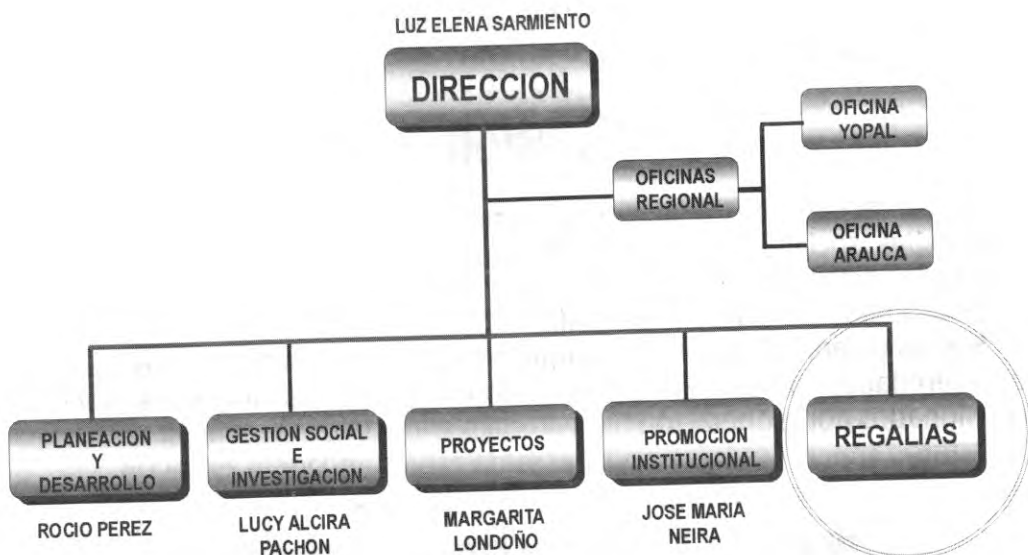 LUZ ELENA SARMIENTO
DIRECCION
OFICINA
YOPAL
OFICINAS
REGIONAL
OFICINA
ARAUCA
PLANEACION
Y
DESARROLLO
GESTION SOCIAL
E
INVESTIGACION
PROYECTOS
PROMOCION
INSTITUCIONAL
REGALIAS
ROCIO PEREZ
LUCY ALCIRA
PACHON
MARGARITA
LONDOÑO
JOSE MARIA
NEIRA